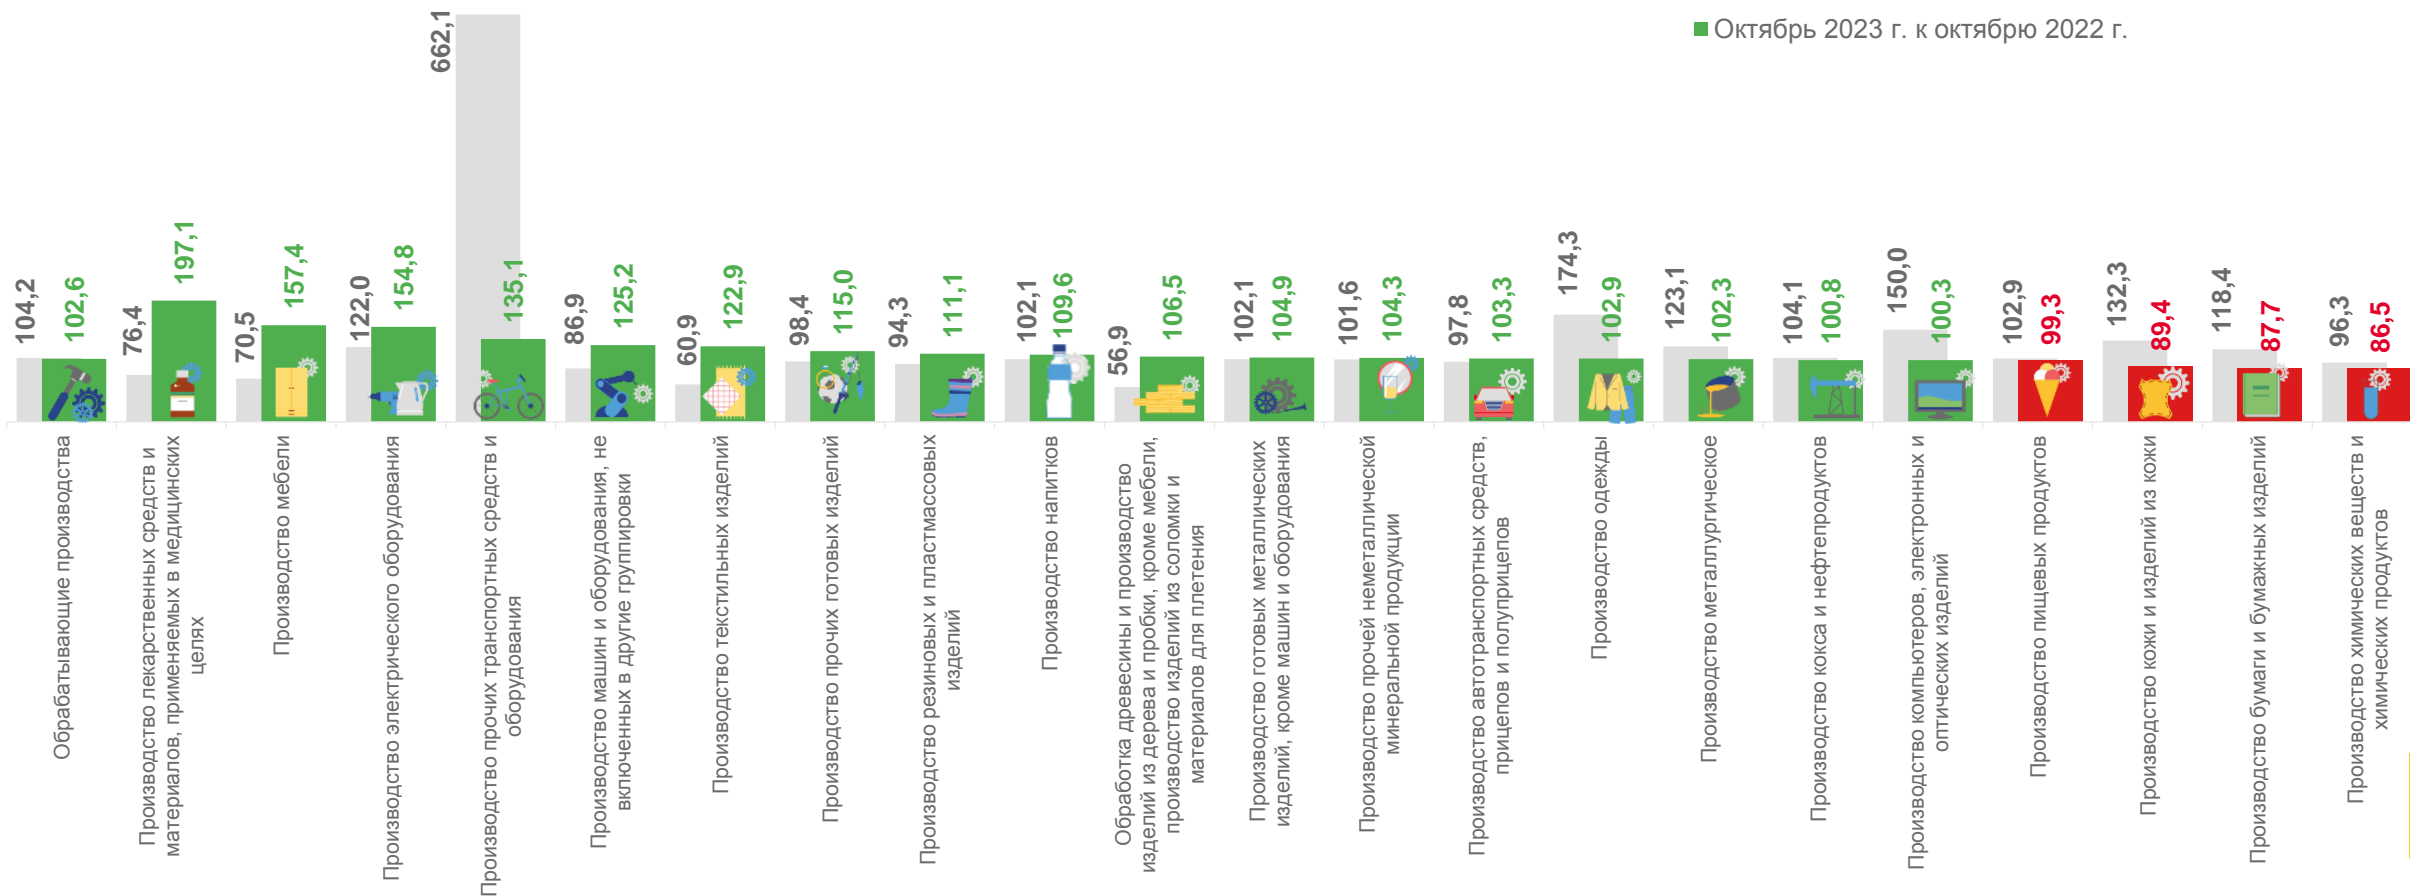 Октябрь 2023 г. к октябрю 2022 г.
104,2
102,6
Обрабатывающие производства
76,4
197,1
Производство лекарственных средств и
материалов, применяемых в медицинских
целях
70,5
157,4
Производство мебели
122,0
154,8
Производство электрического оборудования
662,1
135,1
Производство прочих транспортных средств и
оборудования
86,9
125,2
Производство машин и оборудования, не
включенных в другие группировки
60,9
122,9
Производство текстильных изделий
98,4
115,0
Производство прочих готовых изделий
94,3
111,1
Производство резиновых и пластмассовых
изделий
102,1
109,6
Производство напитков
56,9
106,5
Обработка древесины и производство
изделий из дерева и пробки, кроме мебели,
производство изделий из соломки и
материалов для плетения
102,1
104,9
Производство готовых металлических
изделий, кроме машин и оборудования
101,6
104,3
Производство прочей неметаллической
минеральной продукции
97,8
103,3
Производство автотранспортных средств,
прицепов и полуприцепов
174,3
102,9
Производство одежды
123,1
102,3
Производство металлургическое
104,1
100,8
Производство кокса и нефтепродуктов
150,0
100,3
Производство компьютеров, электронных и
оптических изделий
102,9
99,3
Производство пищевых продуктов
132,3
89,4
Производство кожи и изделий из кожи
118,4
87,7
Производство бумаги и бумажных изделий
96,3
86,5
Производство химических веществ и
химических продуктов